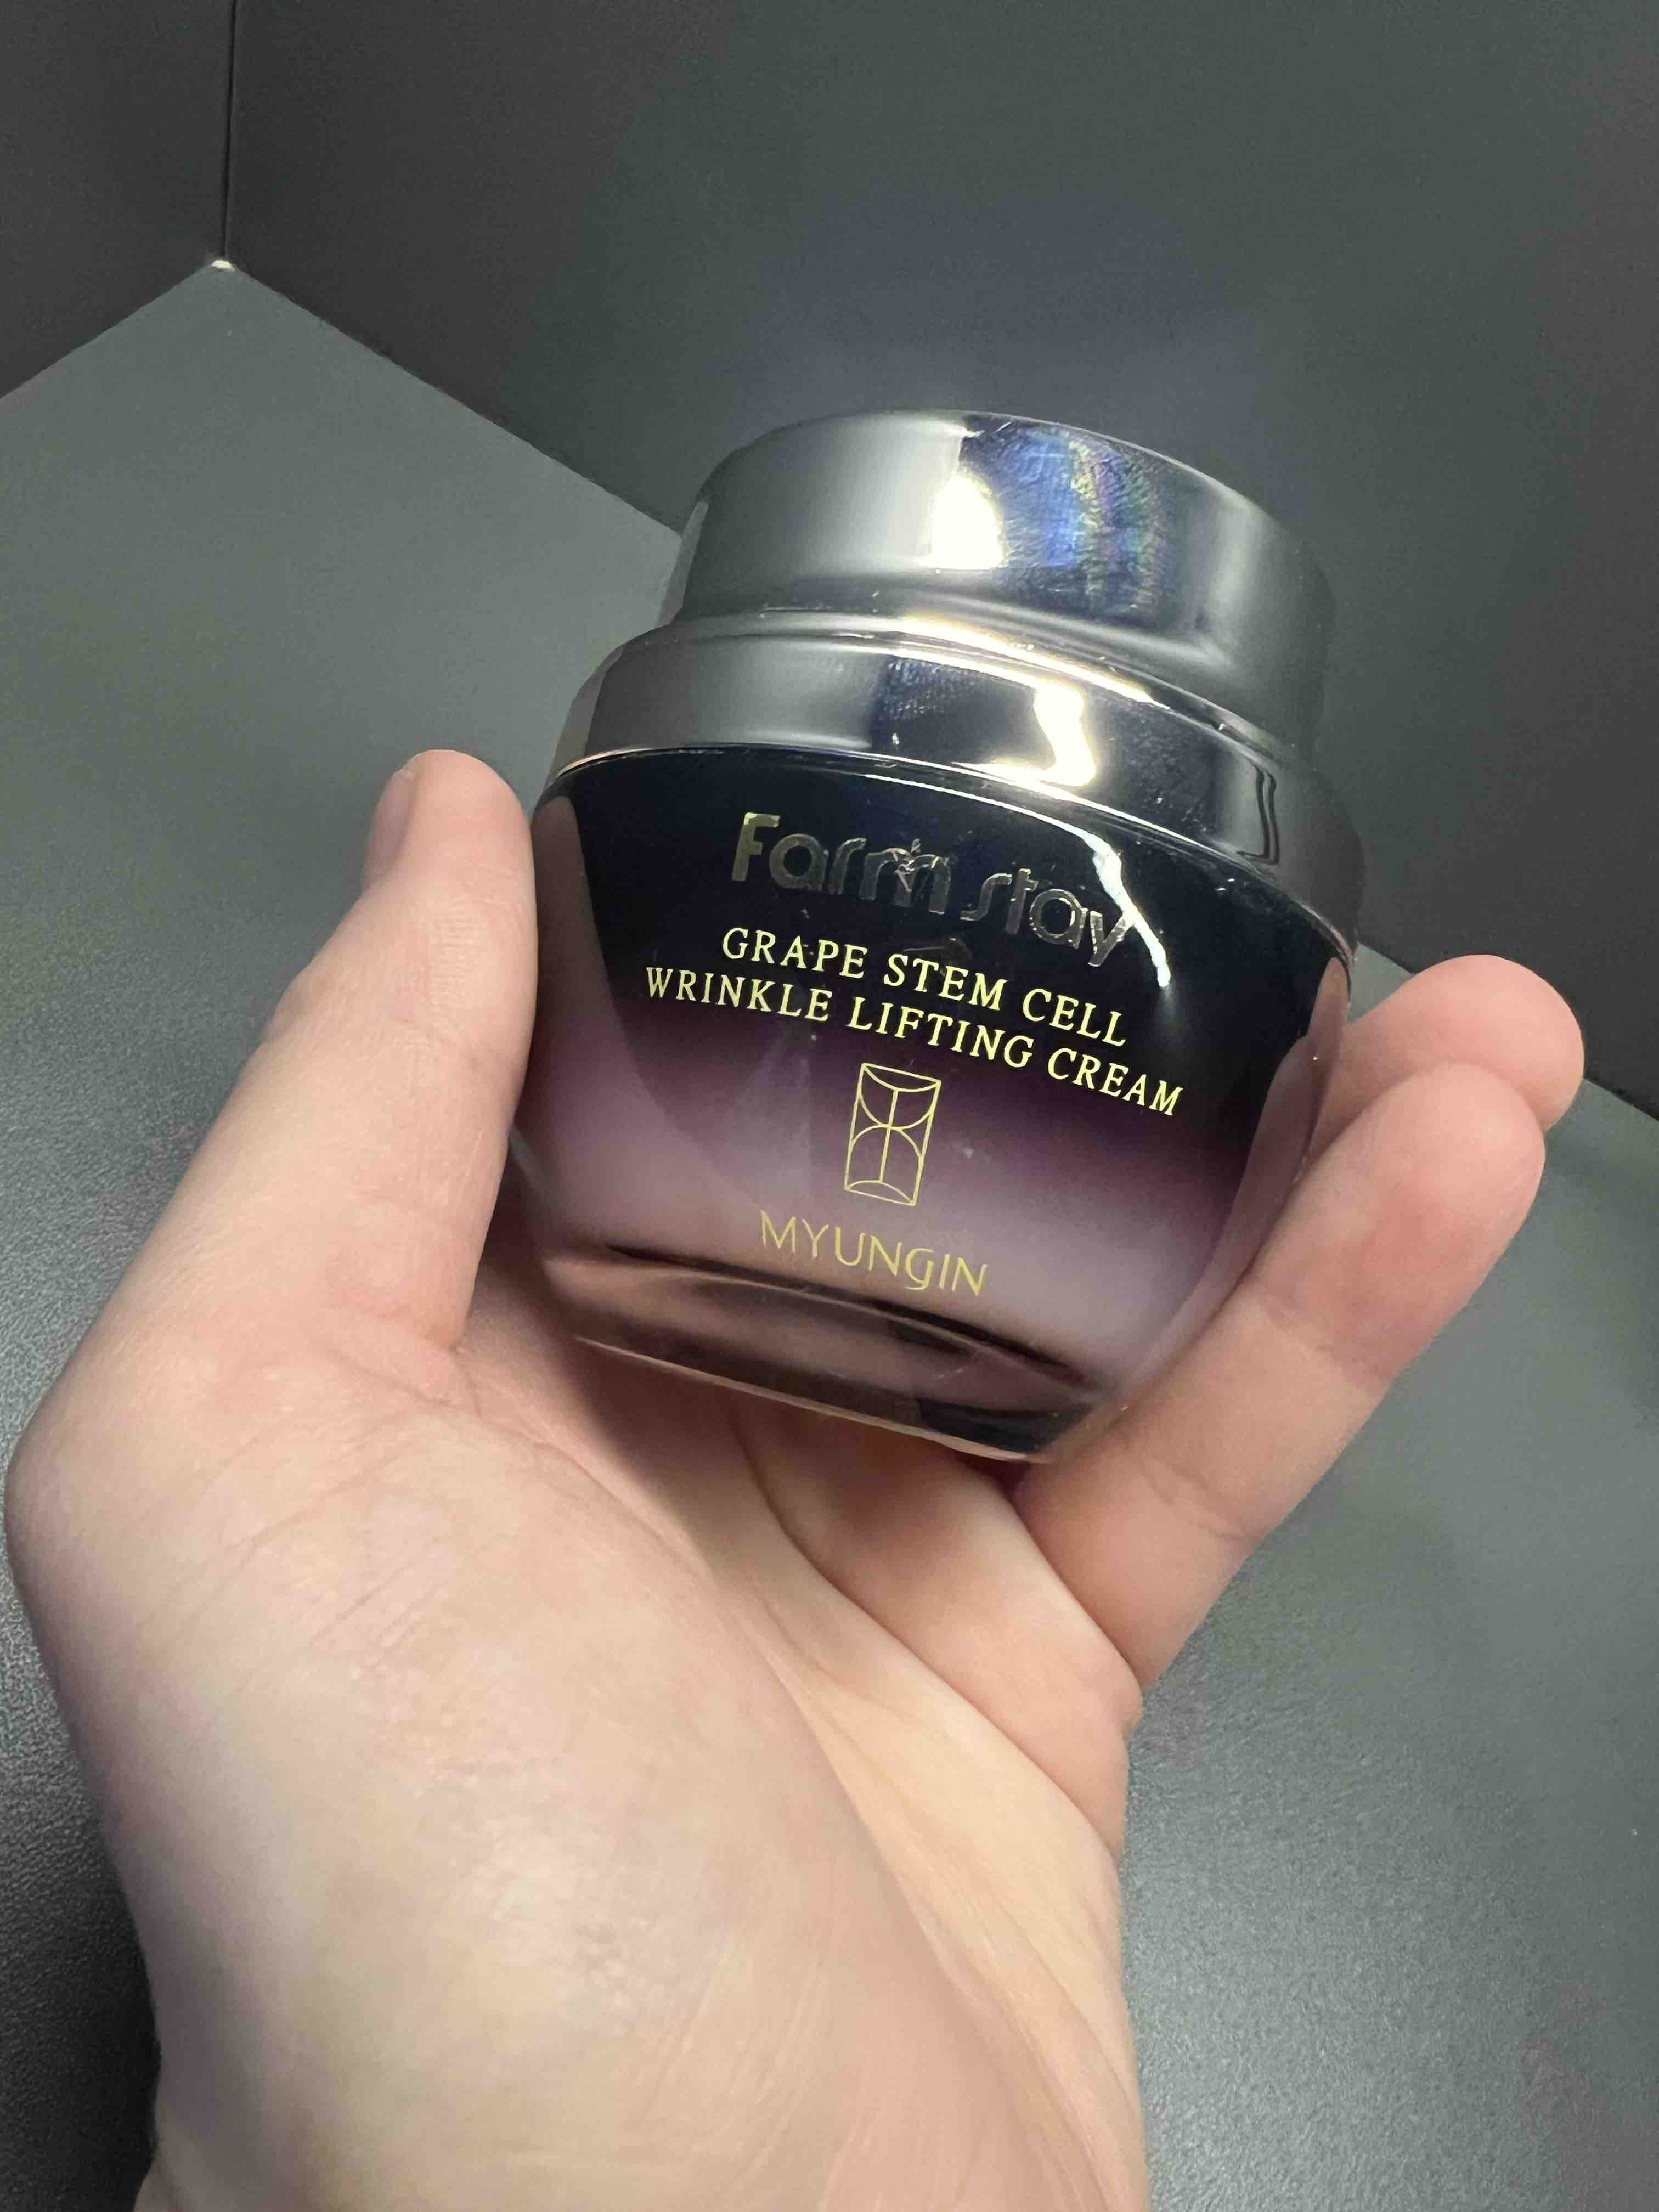 Farm stay
GRAPE STEM CELL
WRINKLE LIFTING CREAM
MYUNGIN